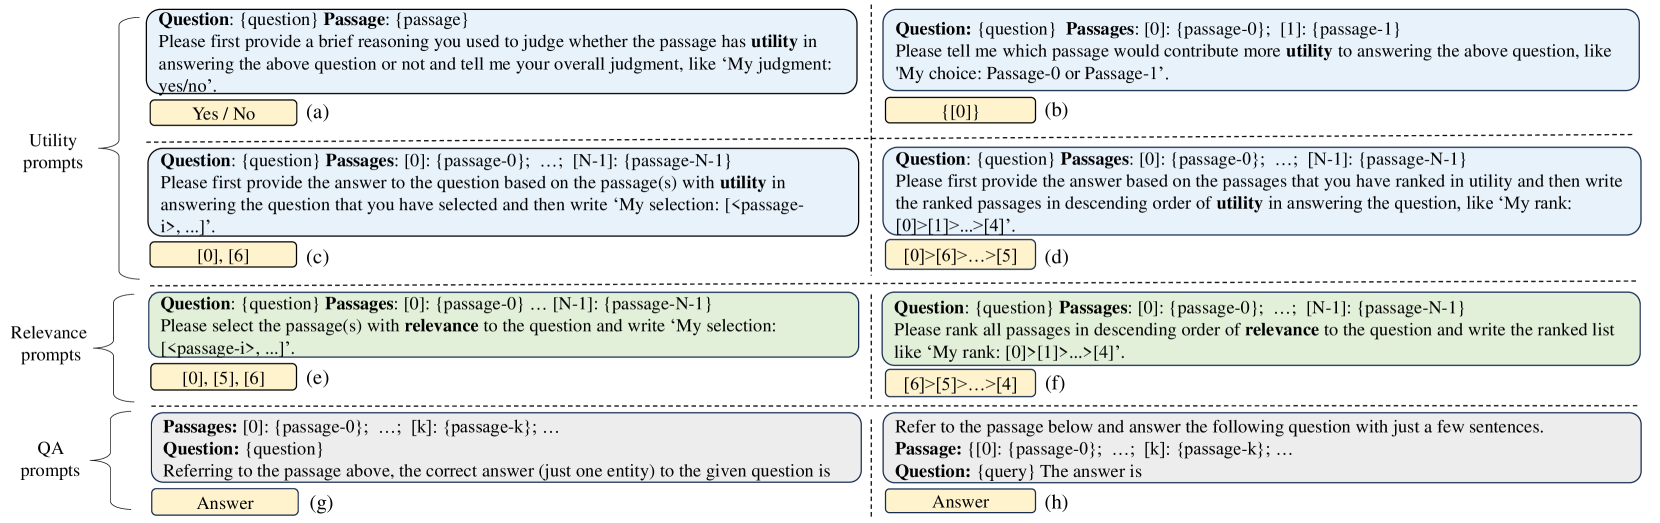 Utility
prompts
Question: {question} Passage: {passage}
Please first provide a brief reasoning you used to judge whether the passage has utility in
answering the above question or not and tell me your overall judgment, like ‘My judgment:
yes/no’.
Yes / No
(a)
Question: {question} Passages: [0]: {passage-0}; [1]: {passage-1}
Please tell me which passage would contribute more utility to answering the above question, like
'My choice: Passage-0 or Passage-1’.
{[0]}
(b)
Question: {question} Passages: [0]: {passage-0}; …; [N-1]: {passage-N-1}
Please first provide the answer to the question based on the passage(s) with utility in
answering the question that you have selected and then write ‘My selection: [<passage-
i>, ...]’.
[0], [6]
(c)
Question: {question} Passages: [0]: {passage-0}; …; [N-1]: {passage-N-1}
Please first provide the answer based on the passages that you have ranked in utility and then write
the ranked passages in descending order of utility in answering the question, like ‘My rank:
[0]>[1]>...>[4]’.
[0]>[6]>…>[5]
(d)
Relevance
prompts
Question: {question} Passages: [0]: {passage-0} … [N-1]: {passage-N-1}
Please select the passage(s) with relevance to the question and write ‘My selection:
[<passage-i>, ...]’.
[0], [5], [6]
(e)
Question: {question} Passages: [0]: {passage-0}; …; [N-1]: {passage-N-1}
Please rank all passages in descending order of relevance to the question and write the ranked list
like ‘My rank: [0]>[1]>...>[4]’.
[6]>[5]>…>[4]
(f)
QA
prompts
Passages: [0]: {passage-0}; …; [k]: {passage-k}; …
Question: {question}
Referring to the passage above, the correct answer (just one entity) to the given question is
Answer
(g)
Refer to the passage below and answer the following question with just a few sentences.
Passage: {[0]: {passage-0}; …; [k]: {passage-k}; …
Question: {query} The answer is
Answer
(h)